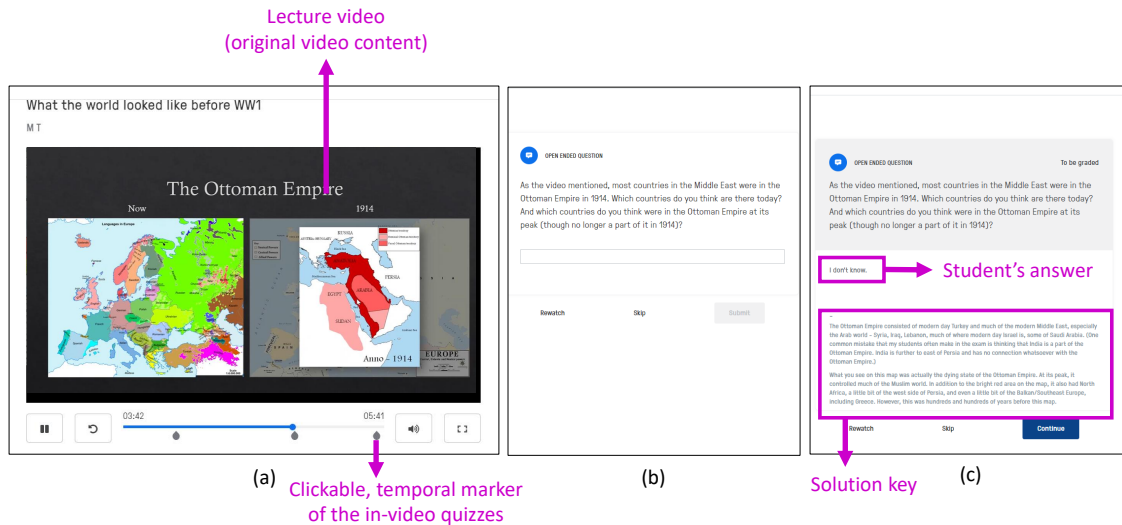 Lecture video
(original video content)
What the world looked like before WW1
M T
The Ottoman Empire
Now
1914
Languages in Europe
RUSSIA
AUSTRIA-HUNGARY
PERSIA
ARABIA
EGYPT
SUDAN
Anno - 1914
EUROPE
03:42
05:41
(a)
Clickable, temporal marker
of the in-video quizzes
OPEN ENDED QUESTION
As the video mentioned, most countries in the Middle East were in the
Ottoman Empire in 1914. Which countries do you think are there today?
And which countries do you think were in the Ottoman Empire at its
peak (though no longer a part of it in 1914)?
Rewatch
Skip
Submit
(b)
OPEN ENDED QUESTION
To be graded
As the video mentioned, most countries in the Middle East were in the
Ottoman Empire in 1914. Which countries do you think are there today?
And which countries do you think were in the Ottoman Empire at its
peak (though no longer a part of it in 1914)?
I don't know.
Student's answer
The Ottoman Empire consisted of modern day Turkey and much of the modern Middle East, especially
the Arab world - Syria, Iraq, Lebanon, much of where modern day Israel is, some of Saudi Arabia. (One
common mistake that my students often make in the exam is thinking that India is a part of the
Ottoman Empire. India is further to east of Persia and has no connection whatsoever with the
Ottoman Empire.)
What you see on this map was actually the dying state of the Ottoman Empire. At its peak, it
controlled much of the Muslim world. In addition to the bright red area on the map, it also had North
Africa, a little bit of the west side of Persia, and even a little bit of the Balkan/Southeast Europe,
including Greece. However, this was hundreds and hundreds of years before this map.
Rewatch
Skip
Continue
Solution key
(c)